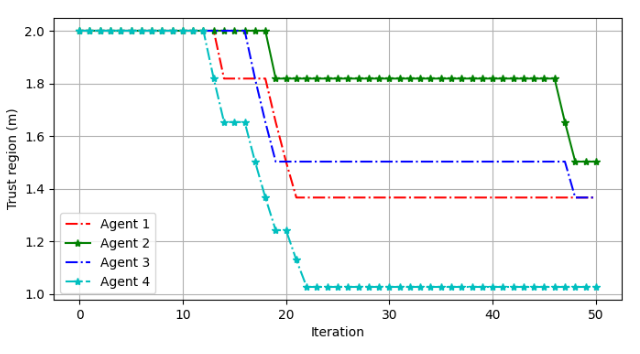 2.0
1.8
1.6
1.4
1.2
1.0
Trust region (m)
Agent 1
Agent 2
Agent 3
Agent 4
0 10 20 30 40 50
Iteration